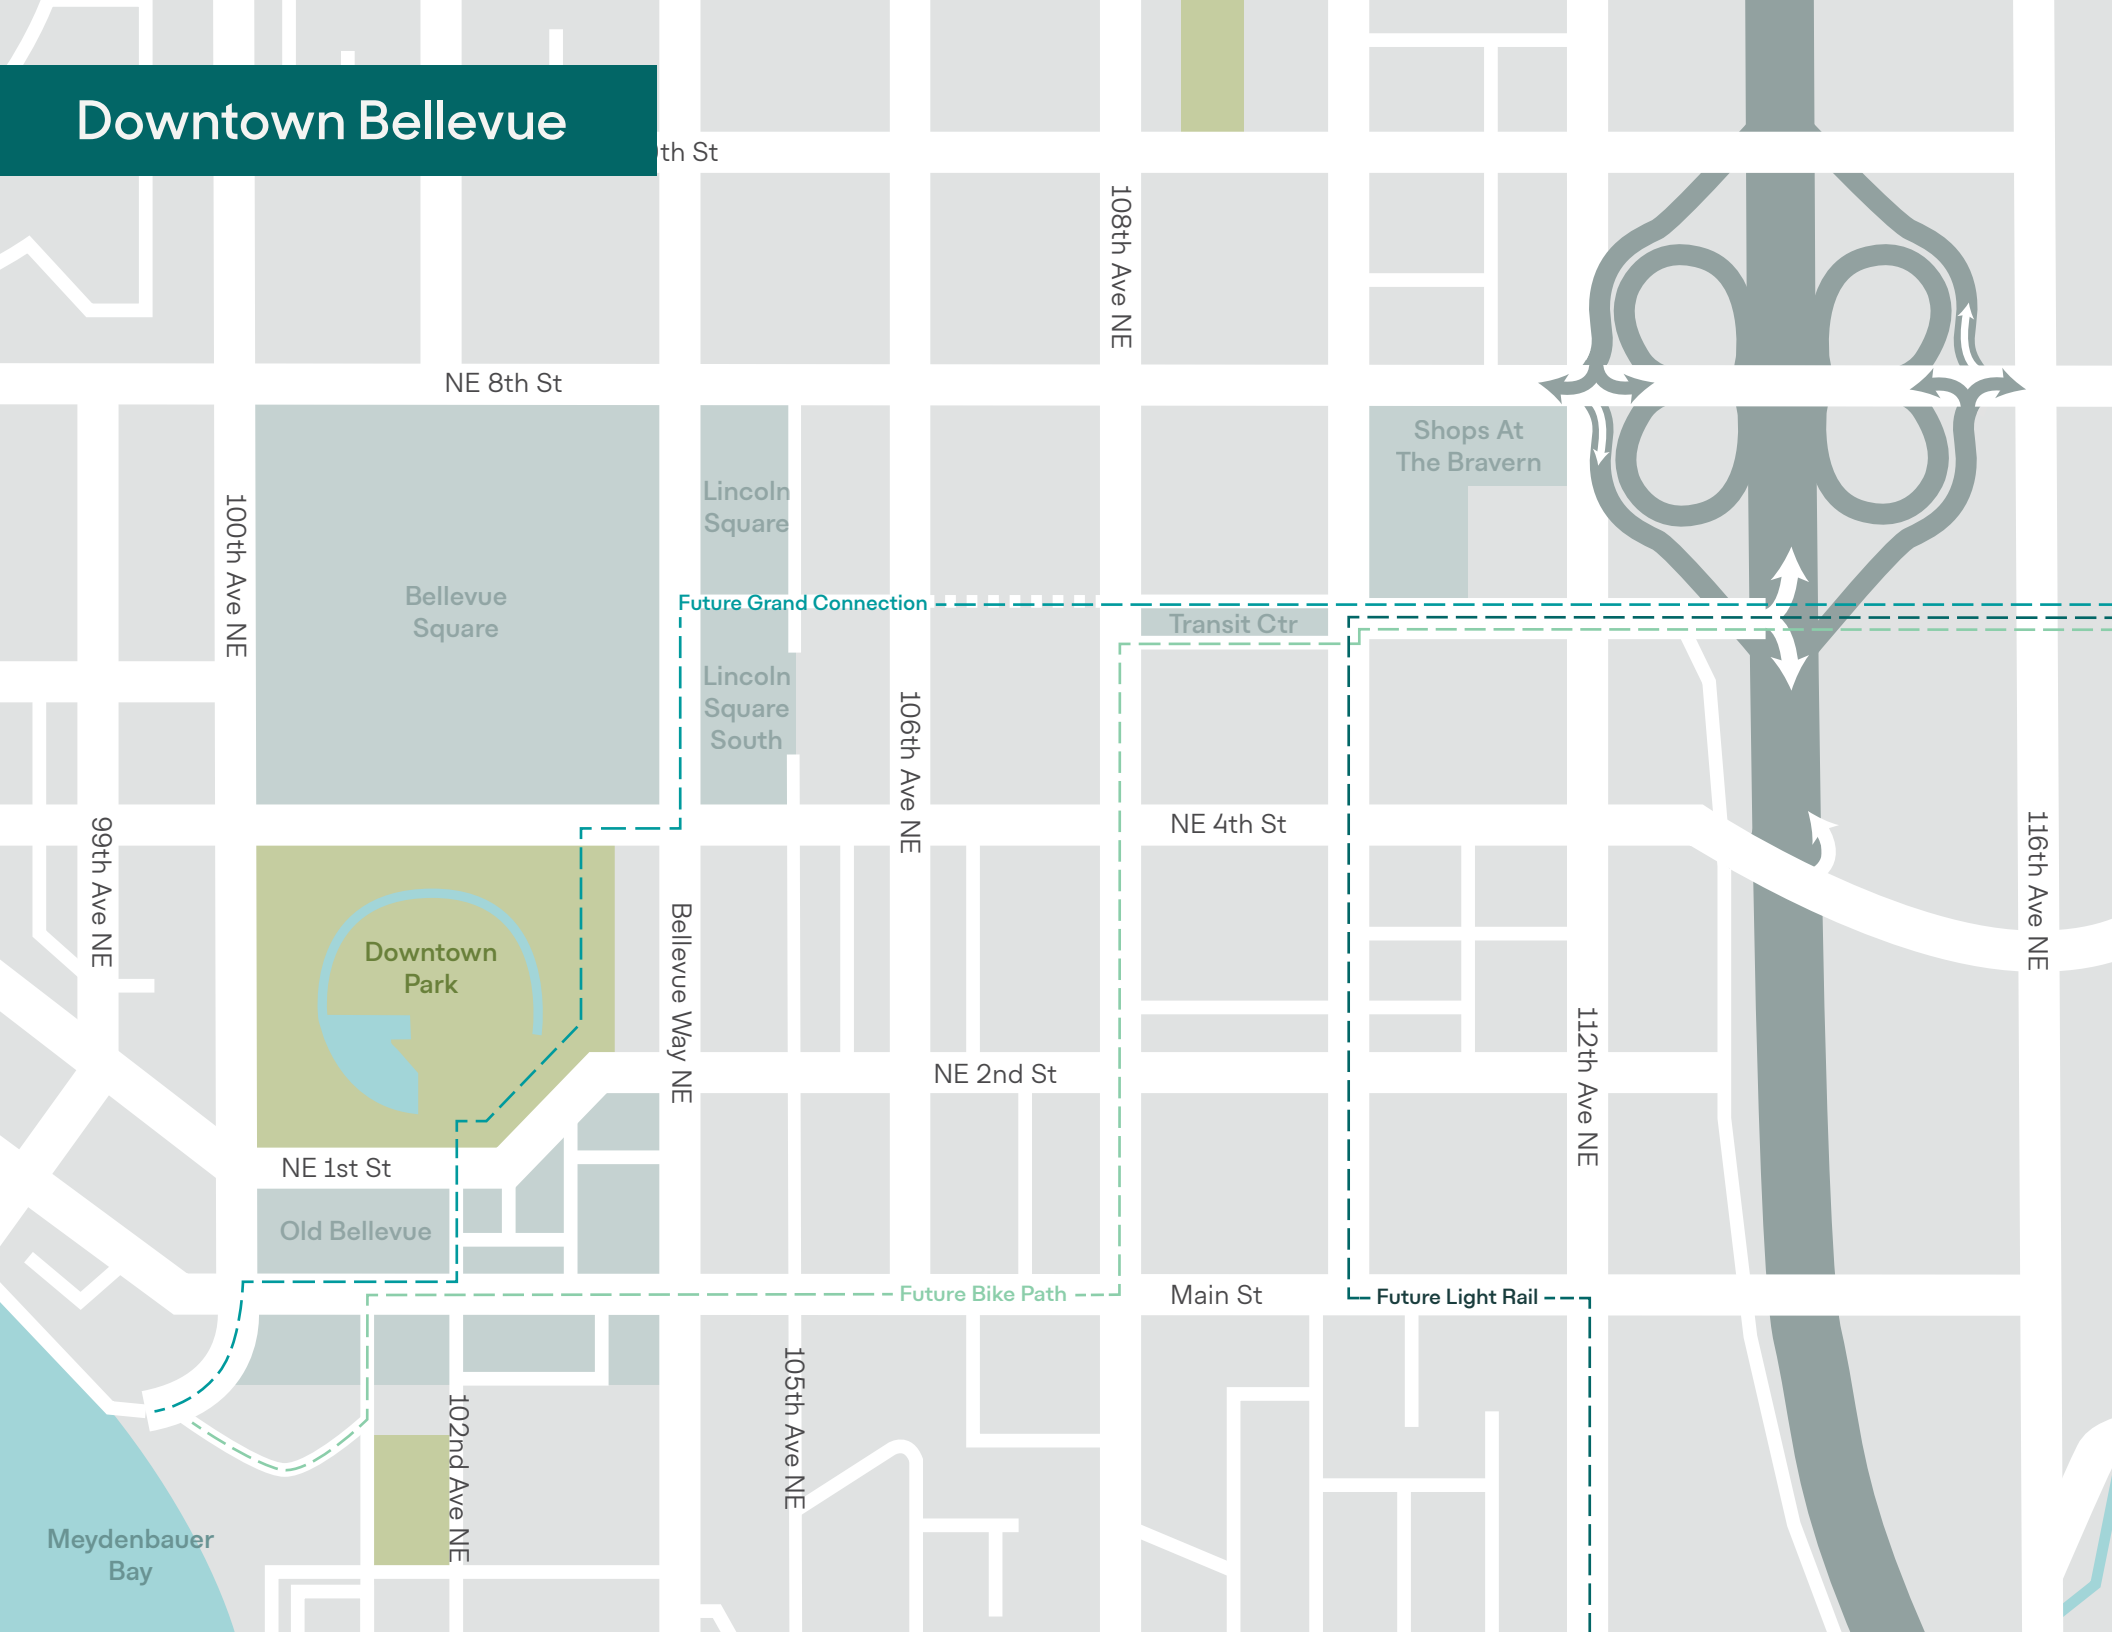 Downtown Bellevue
th St
108th Ave NE
NE 8th St
Shops At
The Bravern
Lincoln
Square
100th Ave NE
Bellevue
Square
Future Grand Connection
Transit Ctr
Lincoln
Square
South
106th Ave NE
99th Ave NE
NE 4th St
116th Ave NE
Downtown
Park
Bellevue Way NE
NE 2nd St
112th Ave NE
NE 1st St
Old Bellevue
Future Bike Path
Main St
Future Light Rail
105th Ave NE
102nd Ave NE
Meydenbauer
Bay